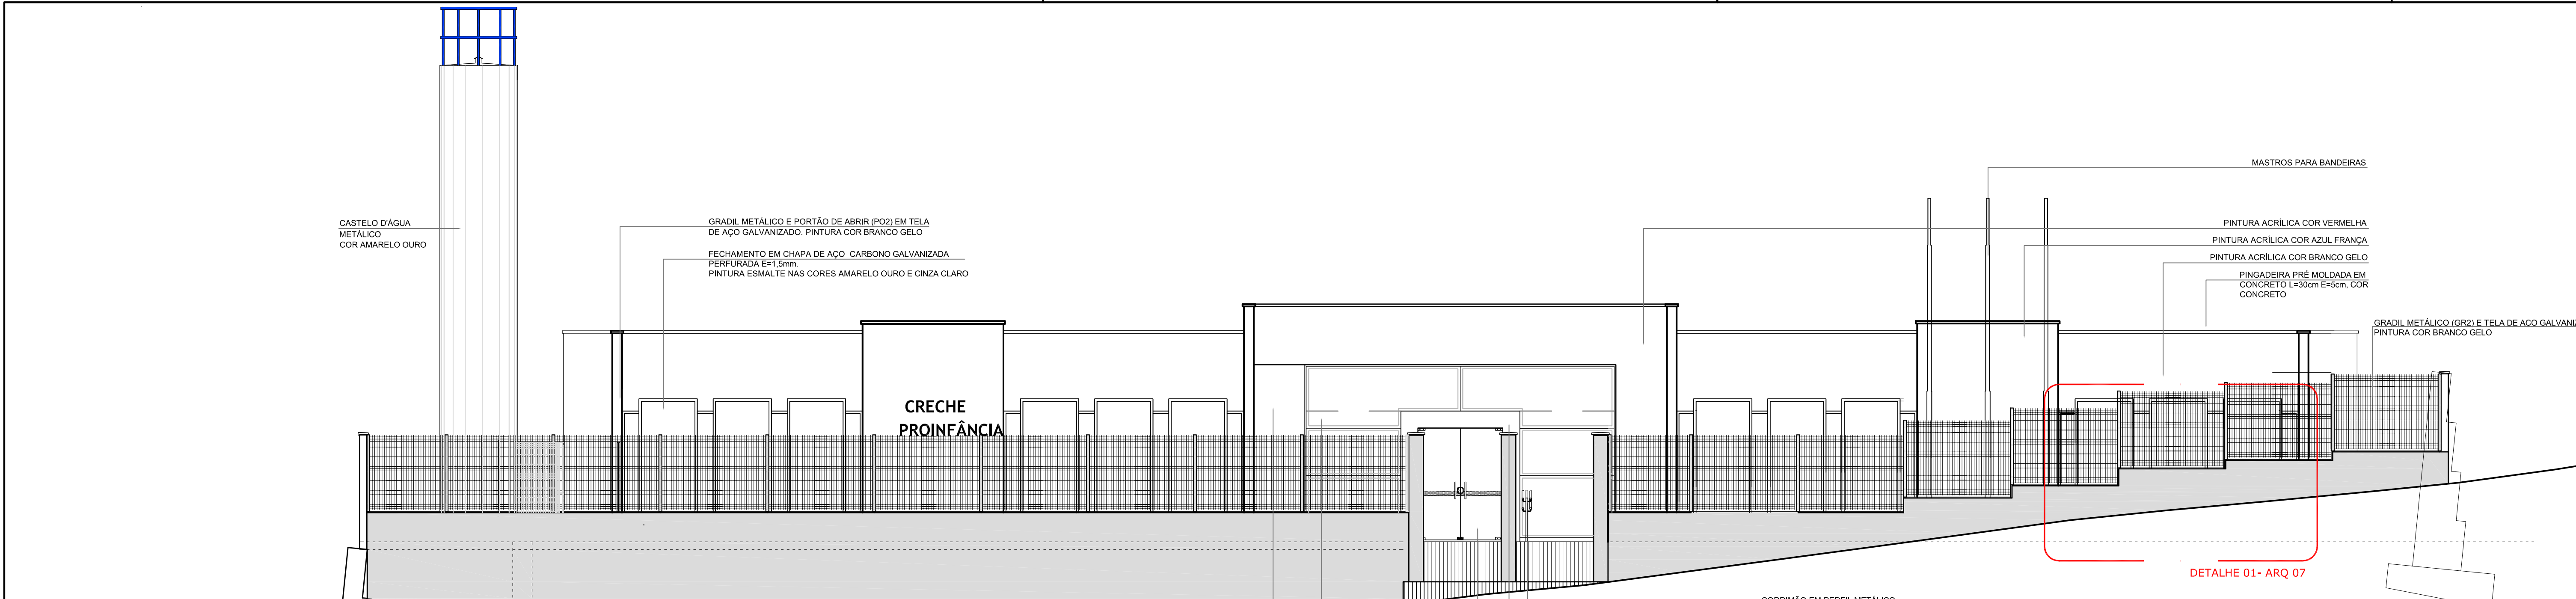 MASTROS PARA BANDEIRAS
CASTELO D'ÁGUA
METÁLICO
COR AMARELO OURO
GRADIL METÁLICO E PORTÃO DE ABRIR (PO2) EM TELA
DE AÇO GALVANIZADO. PINTURA COR BRANCO GELO
FECHAMENTO EM CHAPA DE AÇO CARBONO GALVANIZADA
PERFURADA E=1,5mm.
PINTURA ESMALTE NAS CORES AMARELO OURO E CINZA CLARO
PINTURA ACRÍLICA COR VERMELHA
PINTURA ACRÍLICA COR AZUL FRANÇA
PINTURA ACRÍLICA COR BRANCO GELO
PINGADEIRA PRÉ MOLDADA EM
CONCRETO L=30cm E=5cm, COR
CONCRETO
GRADIL METÁLICO (GR2) E TELA DE AÇO
PINTURA COR BRANCO GELO
CRECHE
PROINFÂNCIA
DETALHE 01- ARQ 07
CORRIMÃO EM PERFIL METÁLICO